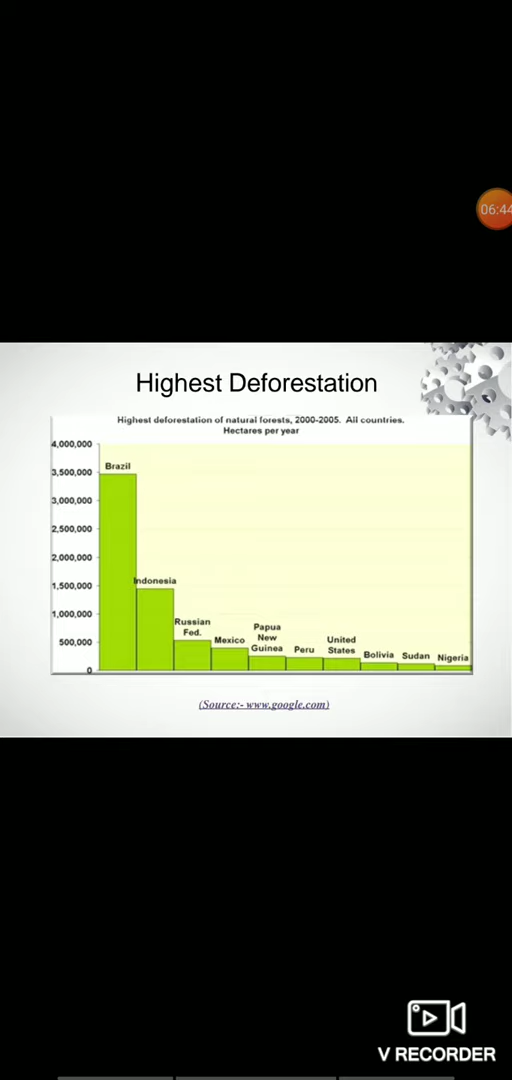 06:44
Highest Deforestation
Highest deforestation of natural forests, 2000-2005. All countries.
Hectares per year
4,000,000
3,500,000
3,000,000
2,500,000
2,000,000
1,500,000
1,000,000
500,000
0
Brazil
Indonesia
Russian
Fed.
Mexico
Papua
New
Guinea
Peru
United
States
Bolivia
Sudan
Nigeria
(Source:- www.google.com)
V RECORDER